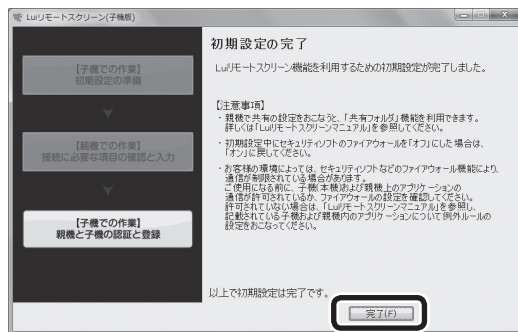 Luiリモートスクリーン(子機版)
【子機での作業】
初期設定の準備
【親機での作業】
接続に必要な項目の確認と入力
【子機での作業】
親機と子機の認証と登録
初期設定の完了
Luiリモートスクリーン機能を利用するための初期設定が完了しました。
【注意事項】
・親機で共有の設定をおこなうと、「共有フォルダ」機能を利用できます。
詳しくは「Luiリモートスクリーンマニュアル」を参照してください。
・初期設定中にセキュリティソフトのファイアウォールを「オフ」にした場合は、
「オン」に戻してください。
・お客様の環境によっては、セキュリティソフトなどのファイアウォール機能により、
通信が制限されている場合があります。
ご使用になる前に、子機(本機)および親機上のアプリケーションの
通信が許可されているか、ファイアウォールの設定を確認してください。
許可されていない場合は、「Luiリモートスクリーンマニュアル」を参照し、
記載されている子機および親機内のアプリケーションについて例外ルールの
設定をおこなってください。
以上で初期設定は完了です。
完了(F)